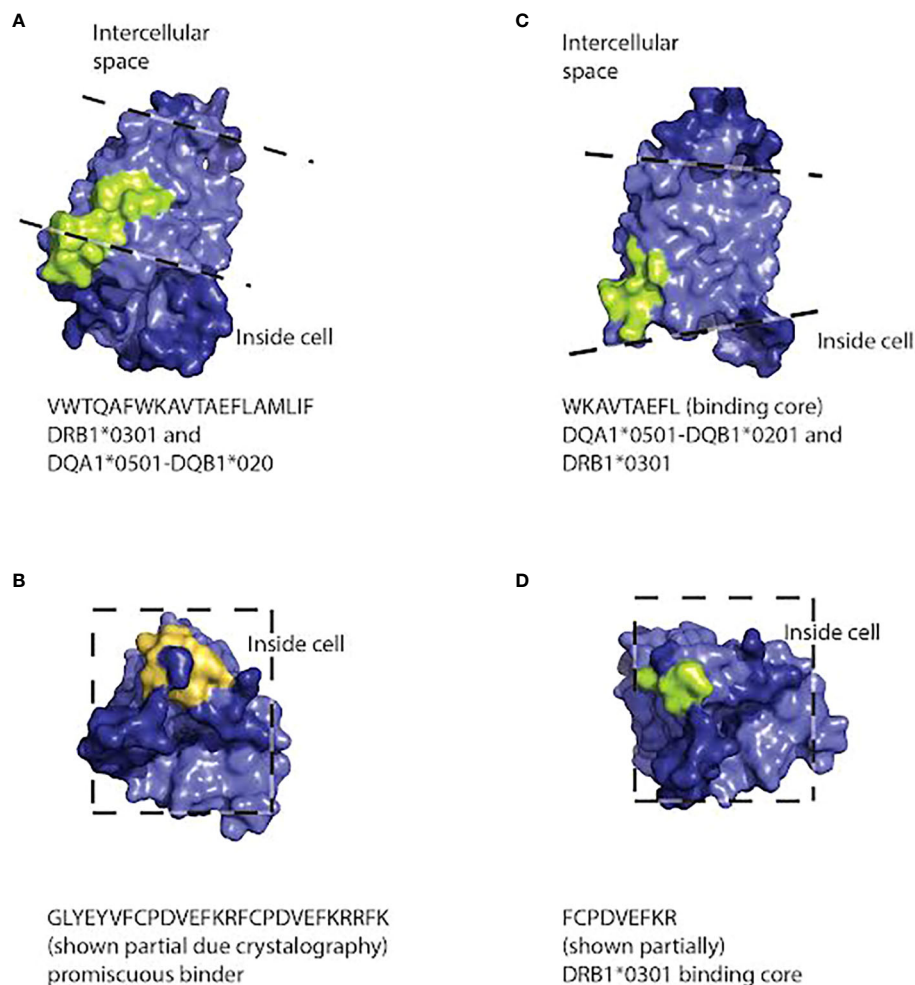 A
Intercellular
space
Inside cell
VWTQAFWKAVTAEFLAMLIF
DRB1*0301 and
DQA1*0501-DQB1*020
C
Intercellular
space
Inside cell
WKAVTAEFL (binding core)
DQA1*0501-DQB1*0201 and
DRB1*0301
B
Inside cell
GLYEYVFCPDVEFKRFCPDVEFKRRFK
(shown partial due crystalography)
promiscuous binder
D
Inside cell
FCPDVEFKR
(shown partially)
DRB1*0301 binding core